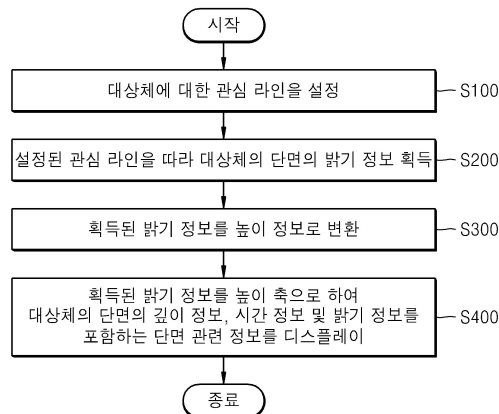 시작
대상체에 대한 관심 라인을 설정
S100
설정된 관심 라인을 따라 대상체의 단면의 밝기 정보 획득
S200
획득된 밝기 정보를 높이 정보로 변환
S300
획득된 밝기 정보를 높이 축으로 하여
대상체의 단면의 깊이 정보, 시간 정보 및 밝기 정보를
포함하는 단면 관련 정보를 디스플레이
S400
종료